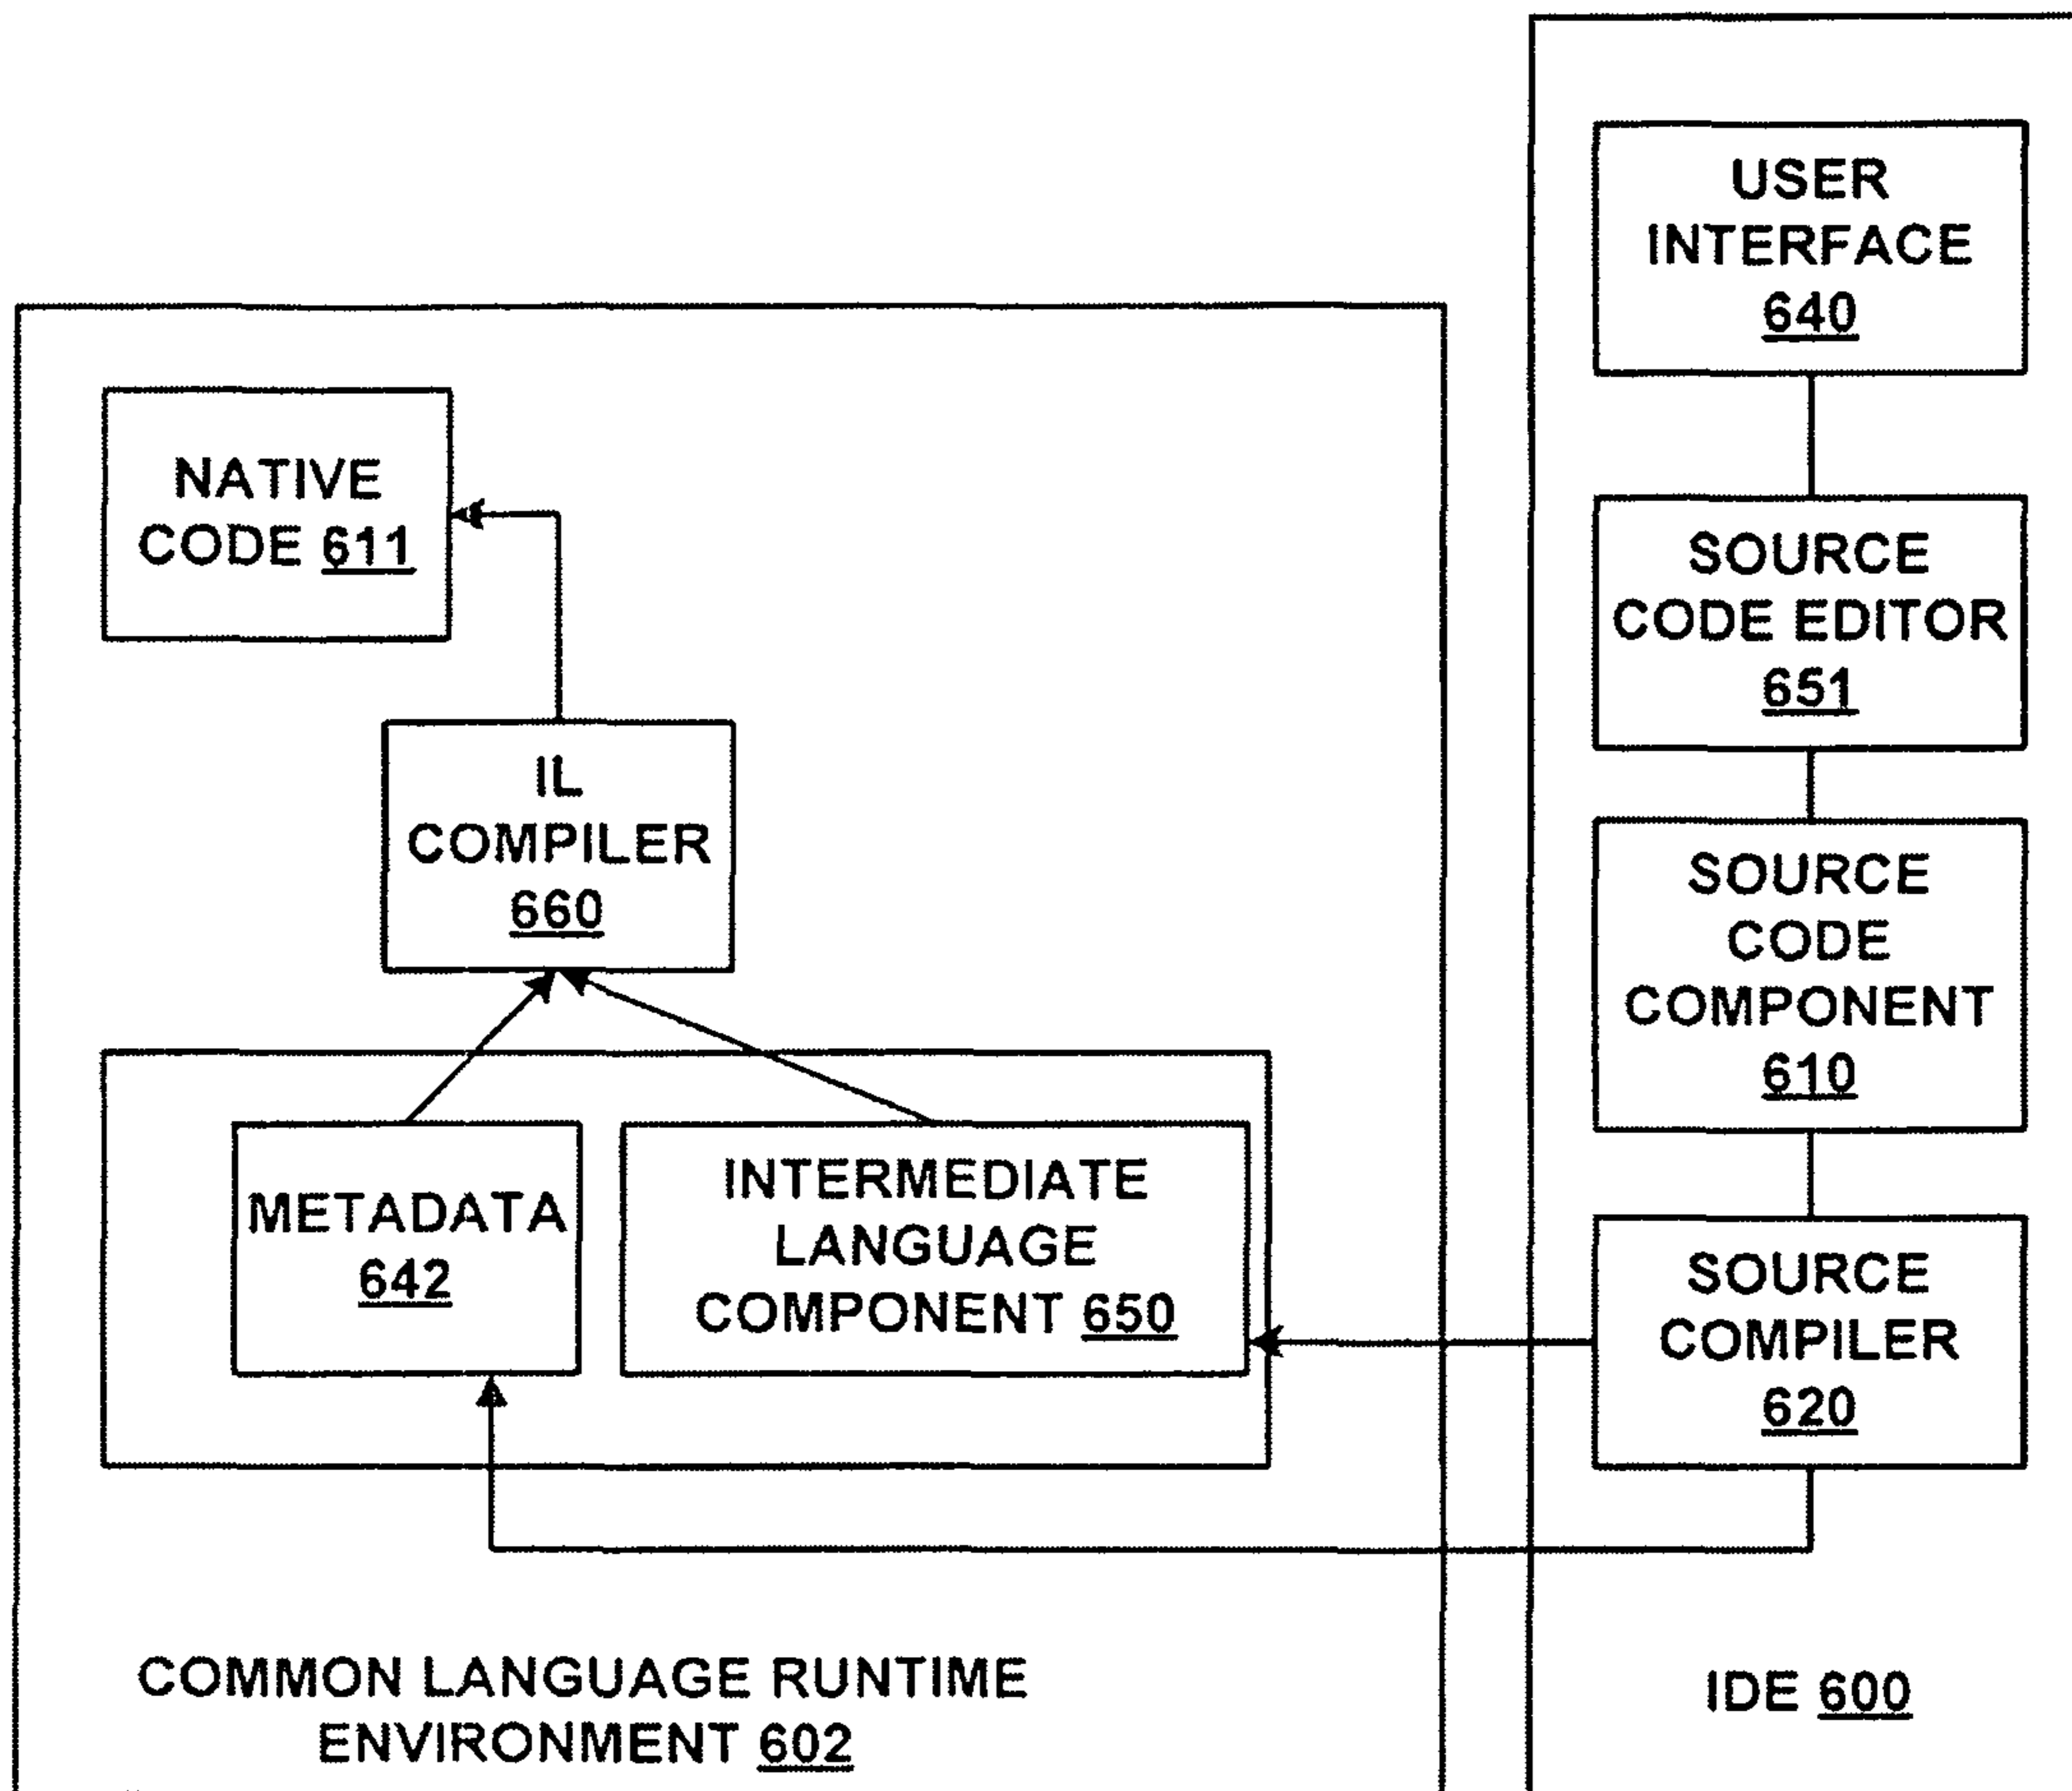 USER
INTERFACE
640
NATIVE
CODE 611
SOURCE
CODE EDITOR
651
IL
COMPILER
660
SOURCE
CODE
COMPONENT
610
METADATA
642
INTERMEDIATE
LANGUAGE
COMPONENT 650
SOURCE
COMPILER
620
COMMON LANGUAGE RUNTIME
ENVIRONMENT 602
IDE 600